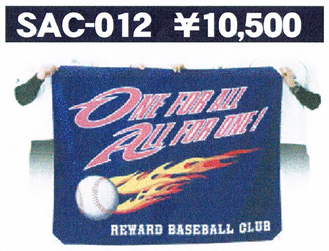 SAC-012 ¥10,500
ONE FOR ALL
ALL FOR ONE!
REWARD BASEBALL CLUB